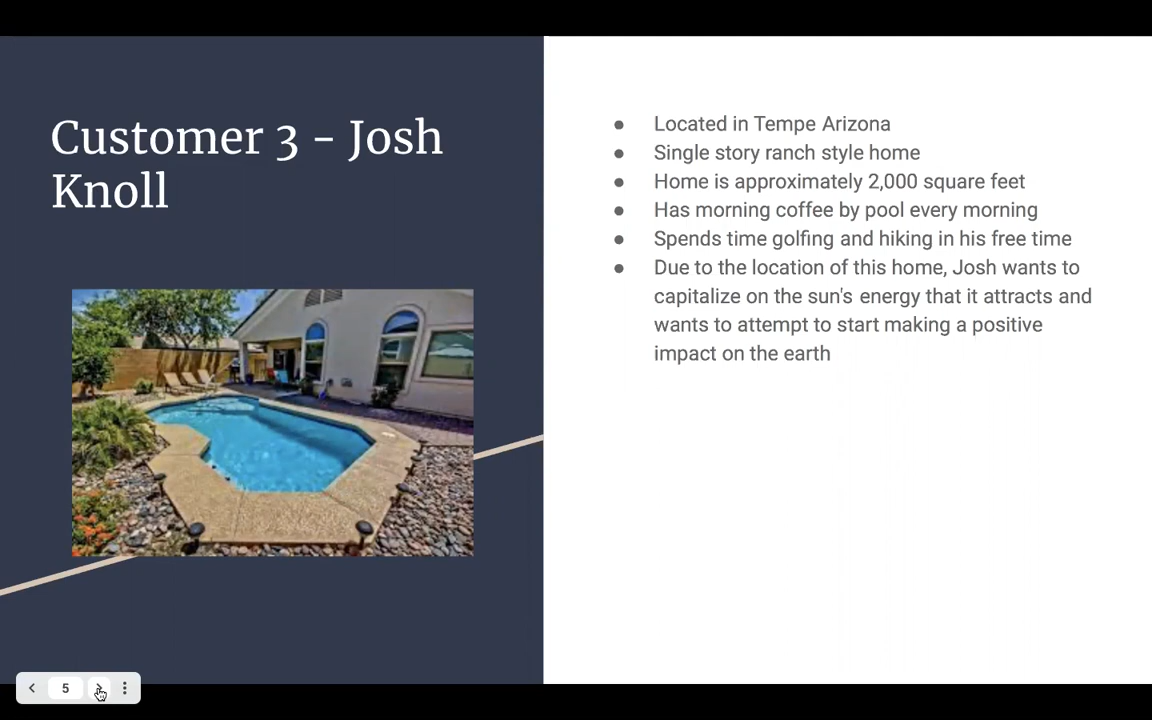 Customer 3 - Josh
Knoll
● Located in Tempe Arizona
● Single story ranch style home
● Home is approximately 2,000 square feet
● Has morning coffee by pool every morning
● Spends time golfing and hiking in his free time
● Due to the location of this home, Josh wants to
capitalize on the sun's energy that it attracts and
wants to attempt to start making a positive
impact on the earth
5